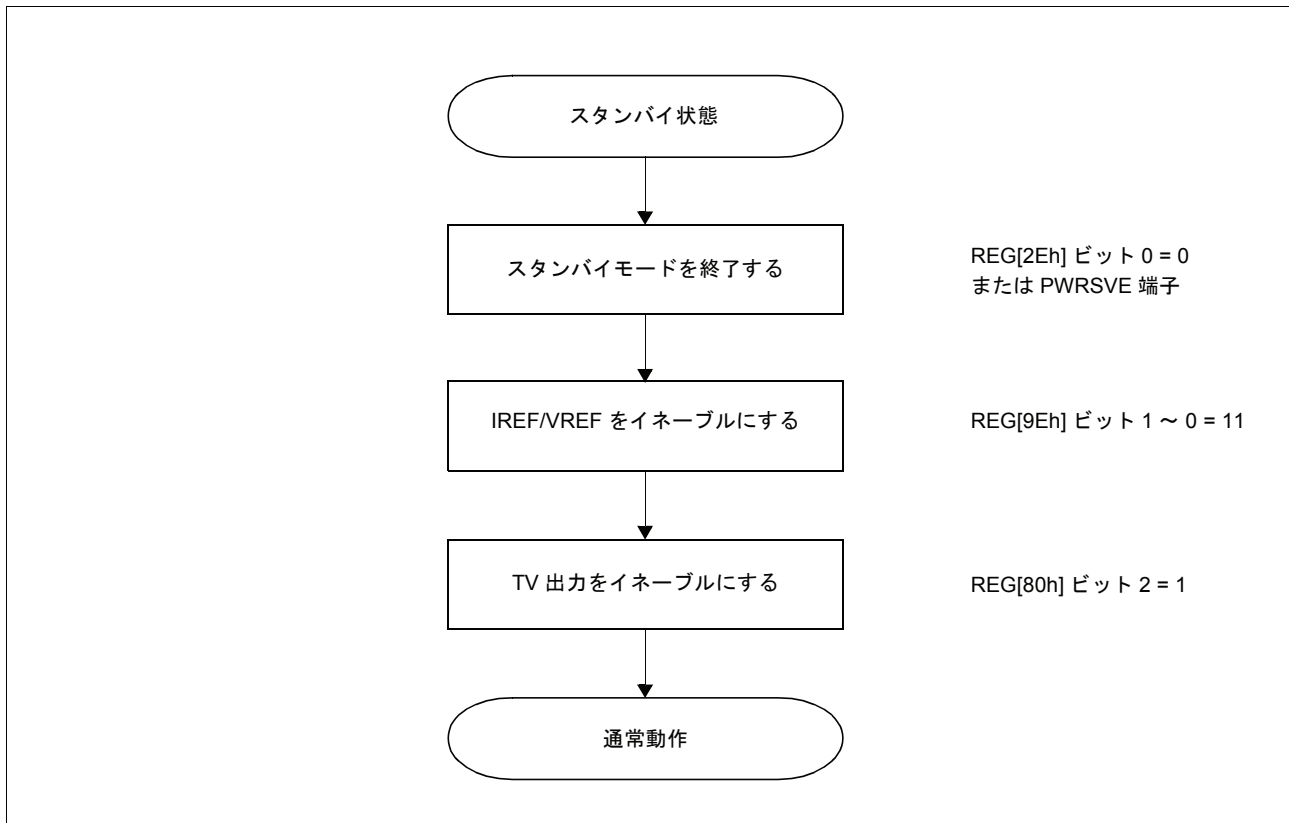 スタンバイ状態
スタンバイモードを終了する
REG[2Eh] ビット 0 = 0
または PWRSVE 端子
IREF/VREF をイネーブルにする
REG[9Eh] ビット 1 ～ 0 = 11
TV 出力をイネーブルにする
REG[80h] ビット 2 = 1
通常動作